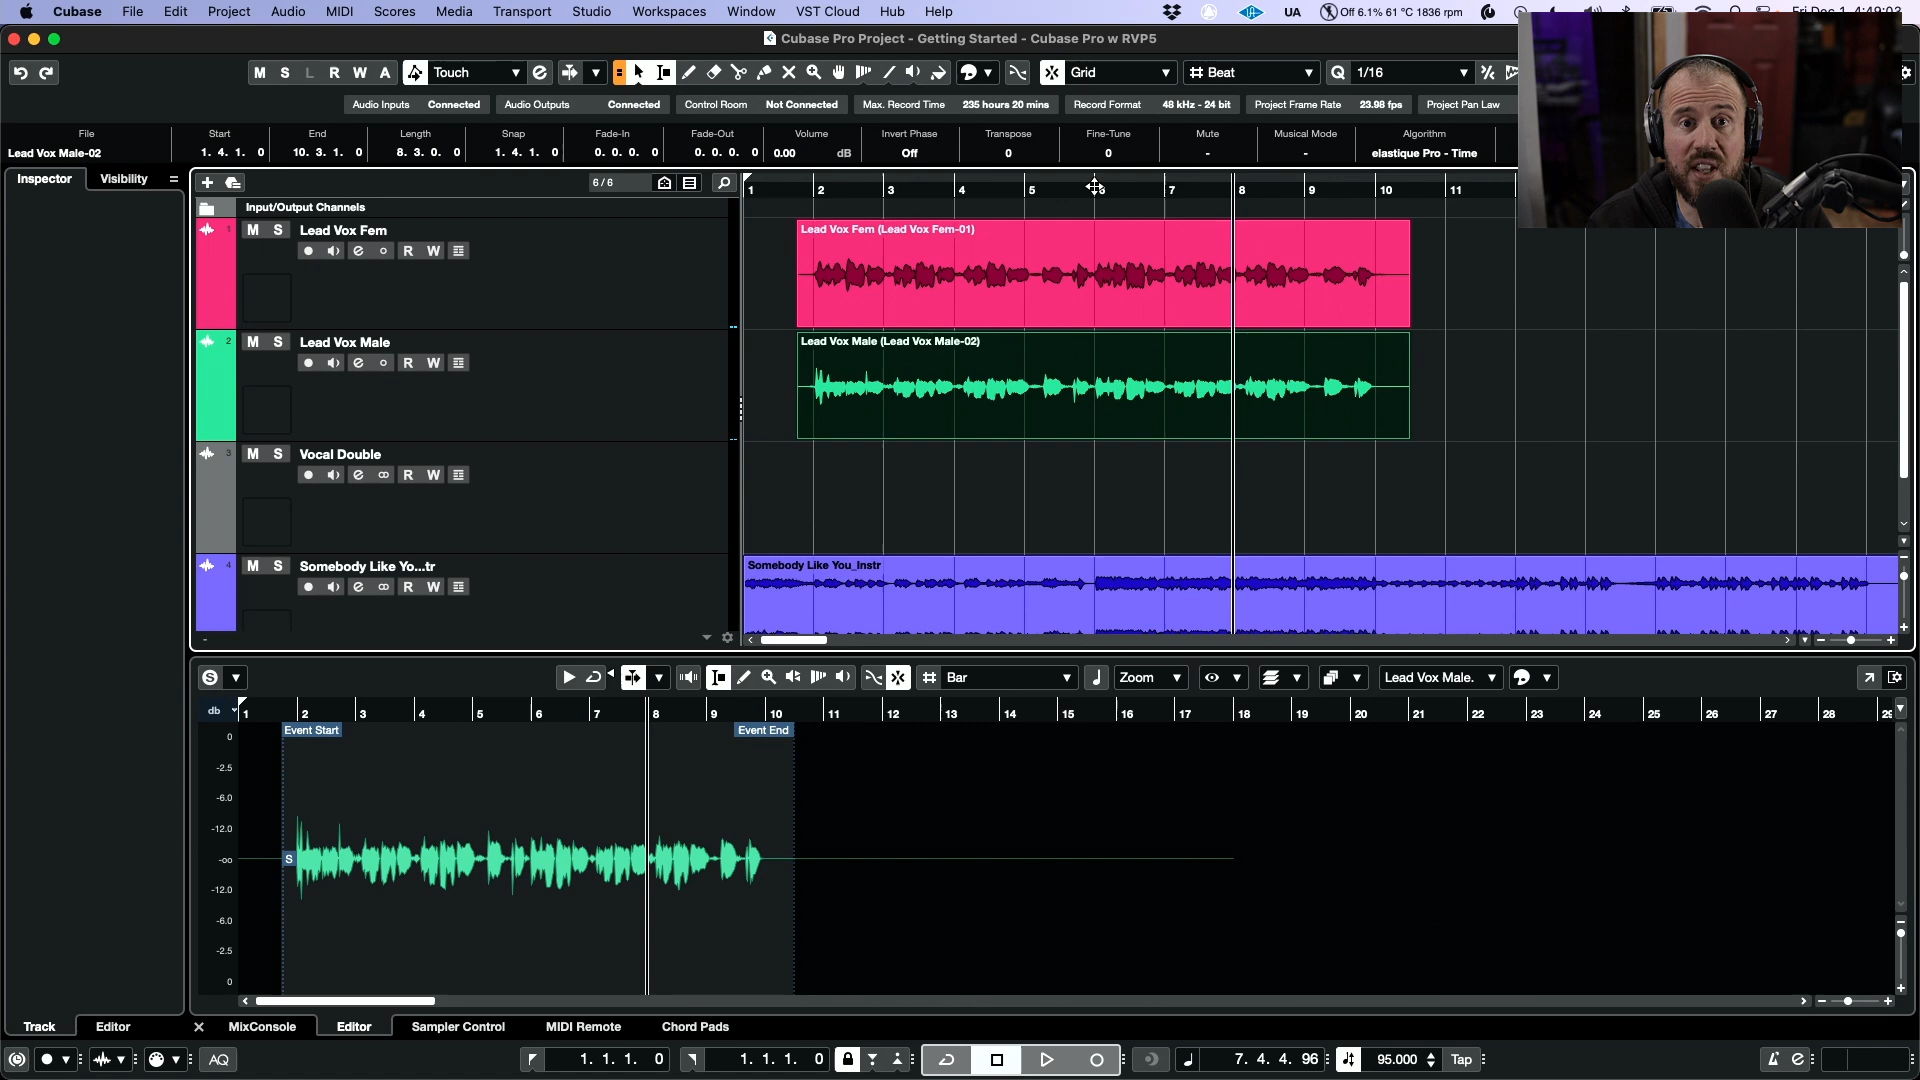 Cubase File Edit Project Audio MIDI Scores Media Transport Studio Workspaces Window VST Cloud Hub Help UA Off 6.1% 61 °C 1836 rpm
Cubase Pro Project - Getting Started - Cubase Pro w RVP5
M S L R W A Touch Grid Beat Q 1/16
Audio Inputs Connected Audio Outputs Connected Control Room Not Connected Max. Record Time 235 hours 20 mins Record Format 48 kHz - 24 bit Project Frame Rate 23.98 fps Project Pan Law
File Start End Length Snap Fade-In Fade-Out Volume Invert Phase Transpose Fine-Tune Mute Musical Mode Algorithm
Lead Vox Male-02 1. 4. 1. 0 10. 3. 1. 0 8. 3. 0. 0 1. 4. 1. 0 0. 0. 0. 0 0. 0. 0. 0 0.00 dB Off 0 0 - - elastique Pro - Time
Inspector Visibility
6 / 6
1 2 3 4 5 6 7 8 9 10 11
Input/Output Channels
1 M S Lead Vox Fem
R W
Lead Vox Fem (Lead Vox Fem-01)
2 M S Lead Vox Male
R W
Lead Vox Male (Lead Vox Male-02)
3 M S Vocal Double
R W
4 M S Somebody Like Yo...tr
R W
Somebody Like You_Instr
S Bar Zoom Lead Vox Male.
db 1 2 3 4 5 6 7 8 9 10 11 12 13 14 15 16 17 18 19 20 21 22 23 24 25 26 27 28
Event Start Event End
0
-2.5
-6.0
-12.0
-oo
S
-12.0
-6.0
-2.5
0
Track Editor MixConsole Editor Sampler Control MIDI Remote Chord Pads
AQ 1. 1. 1. 0 1. 1. 1. 0 7. 4. 4. 96 95.000 Tap